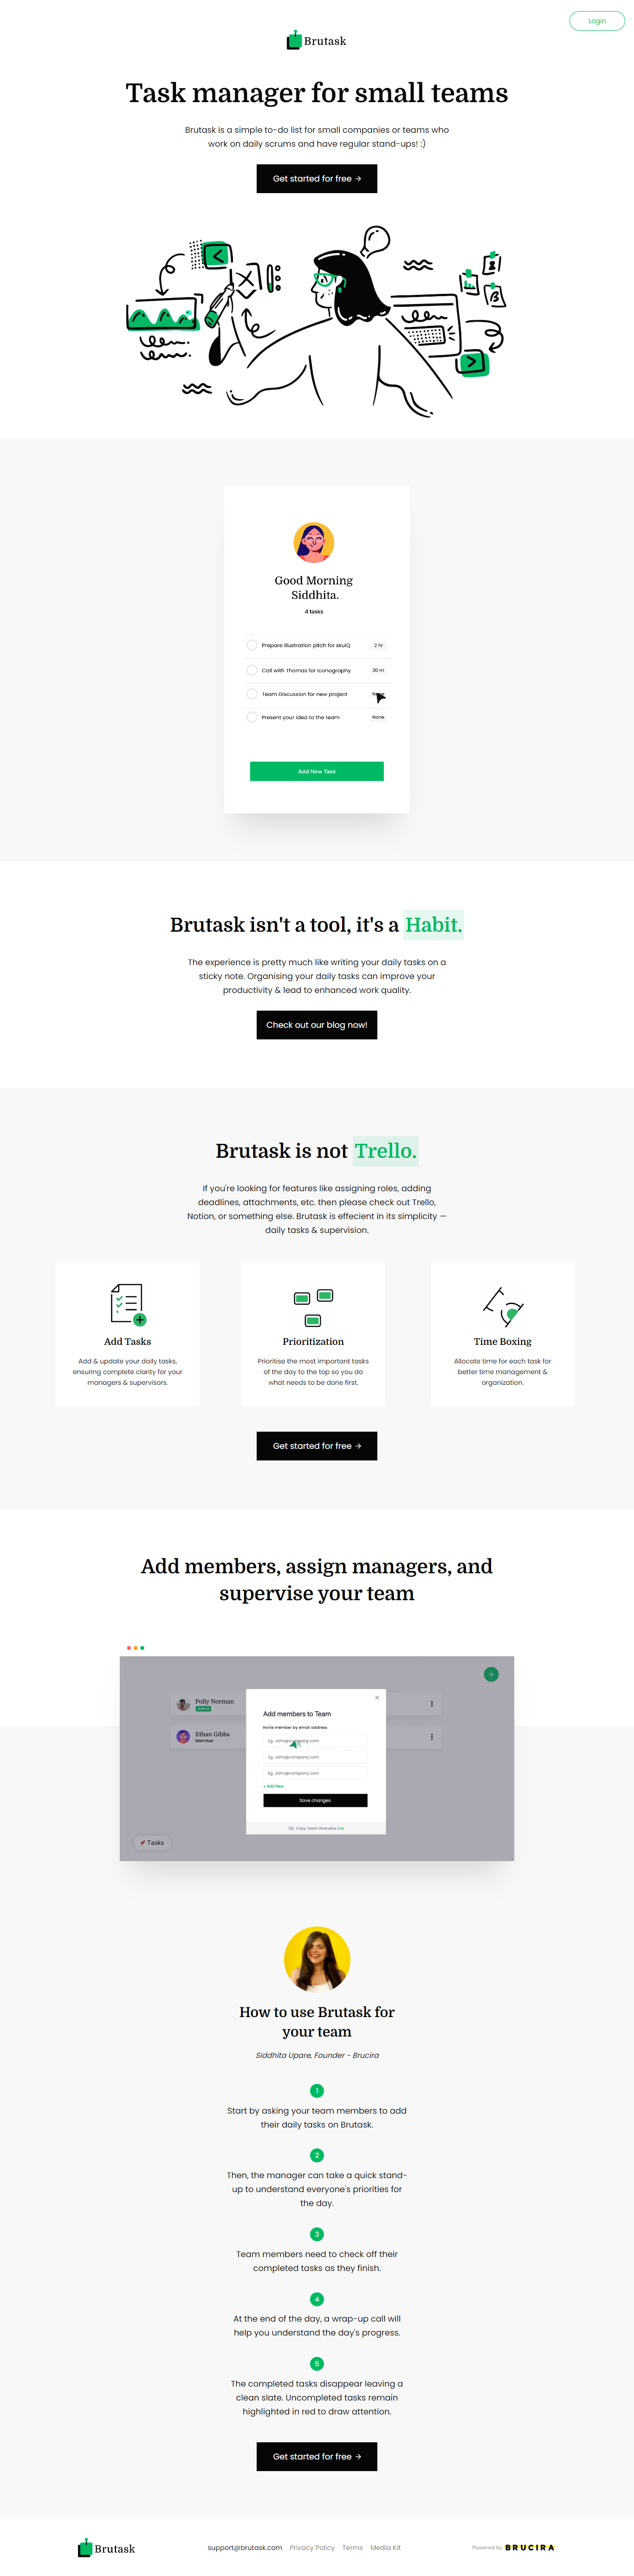 Login
Brutask
Task manager for small teams
Brutask is a simple to-do list for small companies or teams who
work on daily scrums and have regular stand-ups! :)
Get started for free →
Good Morning
Siddhita.
4 tasks
Prepare illustration pitch for skulQ 2 hr
Call with Thomas for iconography 30 m
Team Discussion for new project
Present your idea to the team None
Add New Task
Brutask isn't a tool, it's a Habit.
The experience is pretty much like writing your daily tasks on a
sticky note. Organising your daily tasks can improve your
productivity & lead to enhanced work quality.
Check out our blog now!
Brutask is not Trello.
If you're looking for features like assigning roles, adding
deadlines, attachments, etc. then please check out Trello,
Notion, or something else. Brutask is effecient in its simplicity —
daily tasks & supervision.
Add Tasks
Add & update your daily tasks,
ensuring complete clarity for your
managers & supervisors.
Prioritization
Prioritise the most important tasks
of the day to the top so you do
what needs to be done first.
Time Boxing
Allocate time for each task for
better time management &
organization.
Get started for free →
Add members, assign managers, and
supervise your team
Polly Norman
Ethan Gibbs
Member
Add members to Team
Invite member by email address
Eg. John@company.com
Eg. John@company.com
Eg. John@company.com
+ Add New
Save changes
Copy Team Shareable Link
Tasks
How to use Brutask for
your team
Siddhita Upare, Founder - Brucira
1
Start by asking your team members to add
their daily tasks on Brutask.
2
Then, the manager can take a quick stand-
up to understand everyone's priorities for
the day.
3
Team members need to check off their
completed tasks as they finish.
4
At the end of the day, a wrap-up call will
help you understand the day's progress.
5
The completed tasks disappear leaving a
clean slate. Uncompleted tasks remain
highlighted in red to draw attention.
Get started for free →
Brutask
support@brutask.com Privacy Policy Terms Media Kit
Powered by BRUCIRA